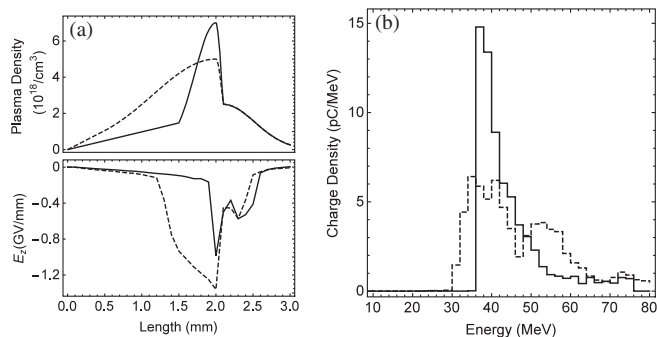 (a)
Plasma Density
(10^18/cm^3)
6
4
2
0
0
-0.4
-0.8
-1.2
E_z(GV/mm)
0.0 0.5 1.0 1.5 2.0 2.5 3.0
Length (mm)
(b)
Charge Density (pC/MeV)
15
10
5
0
10 20 30 40 50 60 70 80
Energy (MeV)